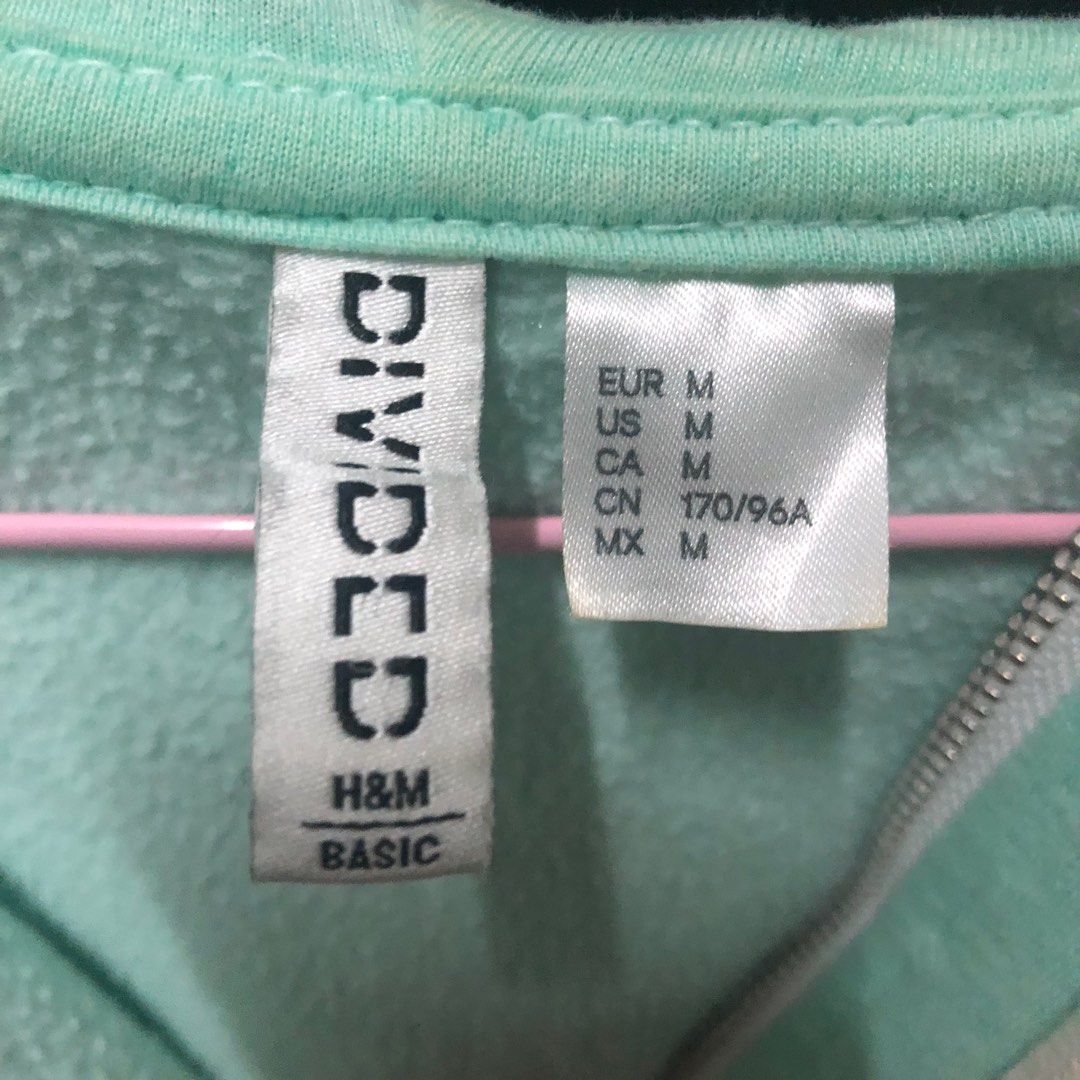 DIVIDED
H&M
BASIC
EUR M
US M
CA M
CN 170/96A
MX M